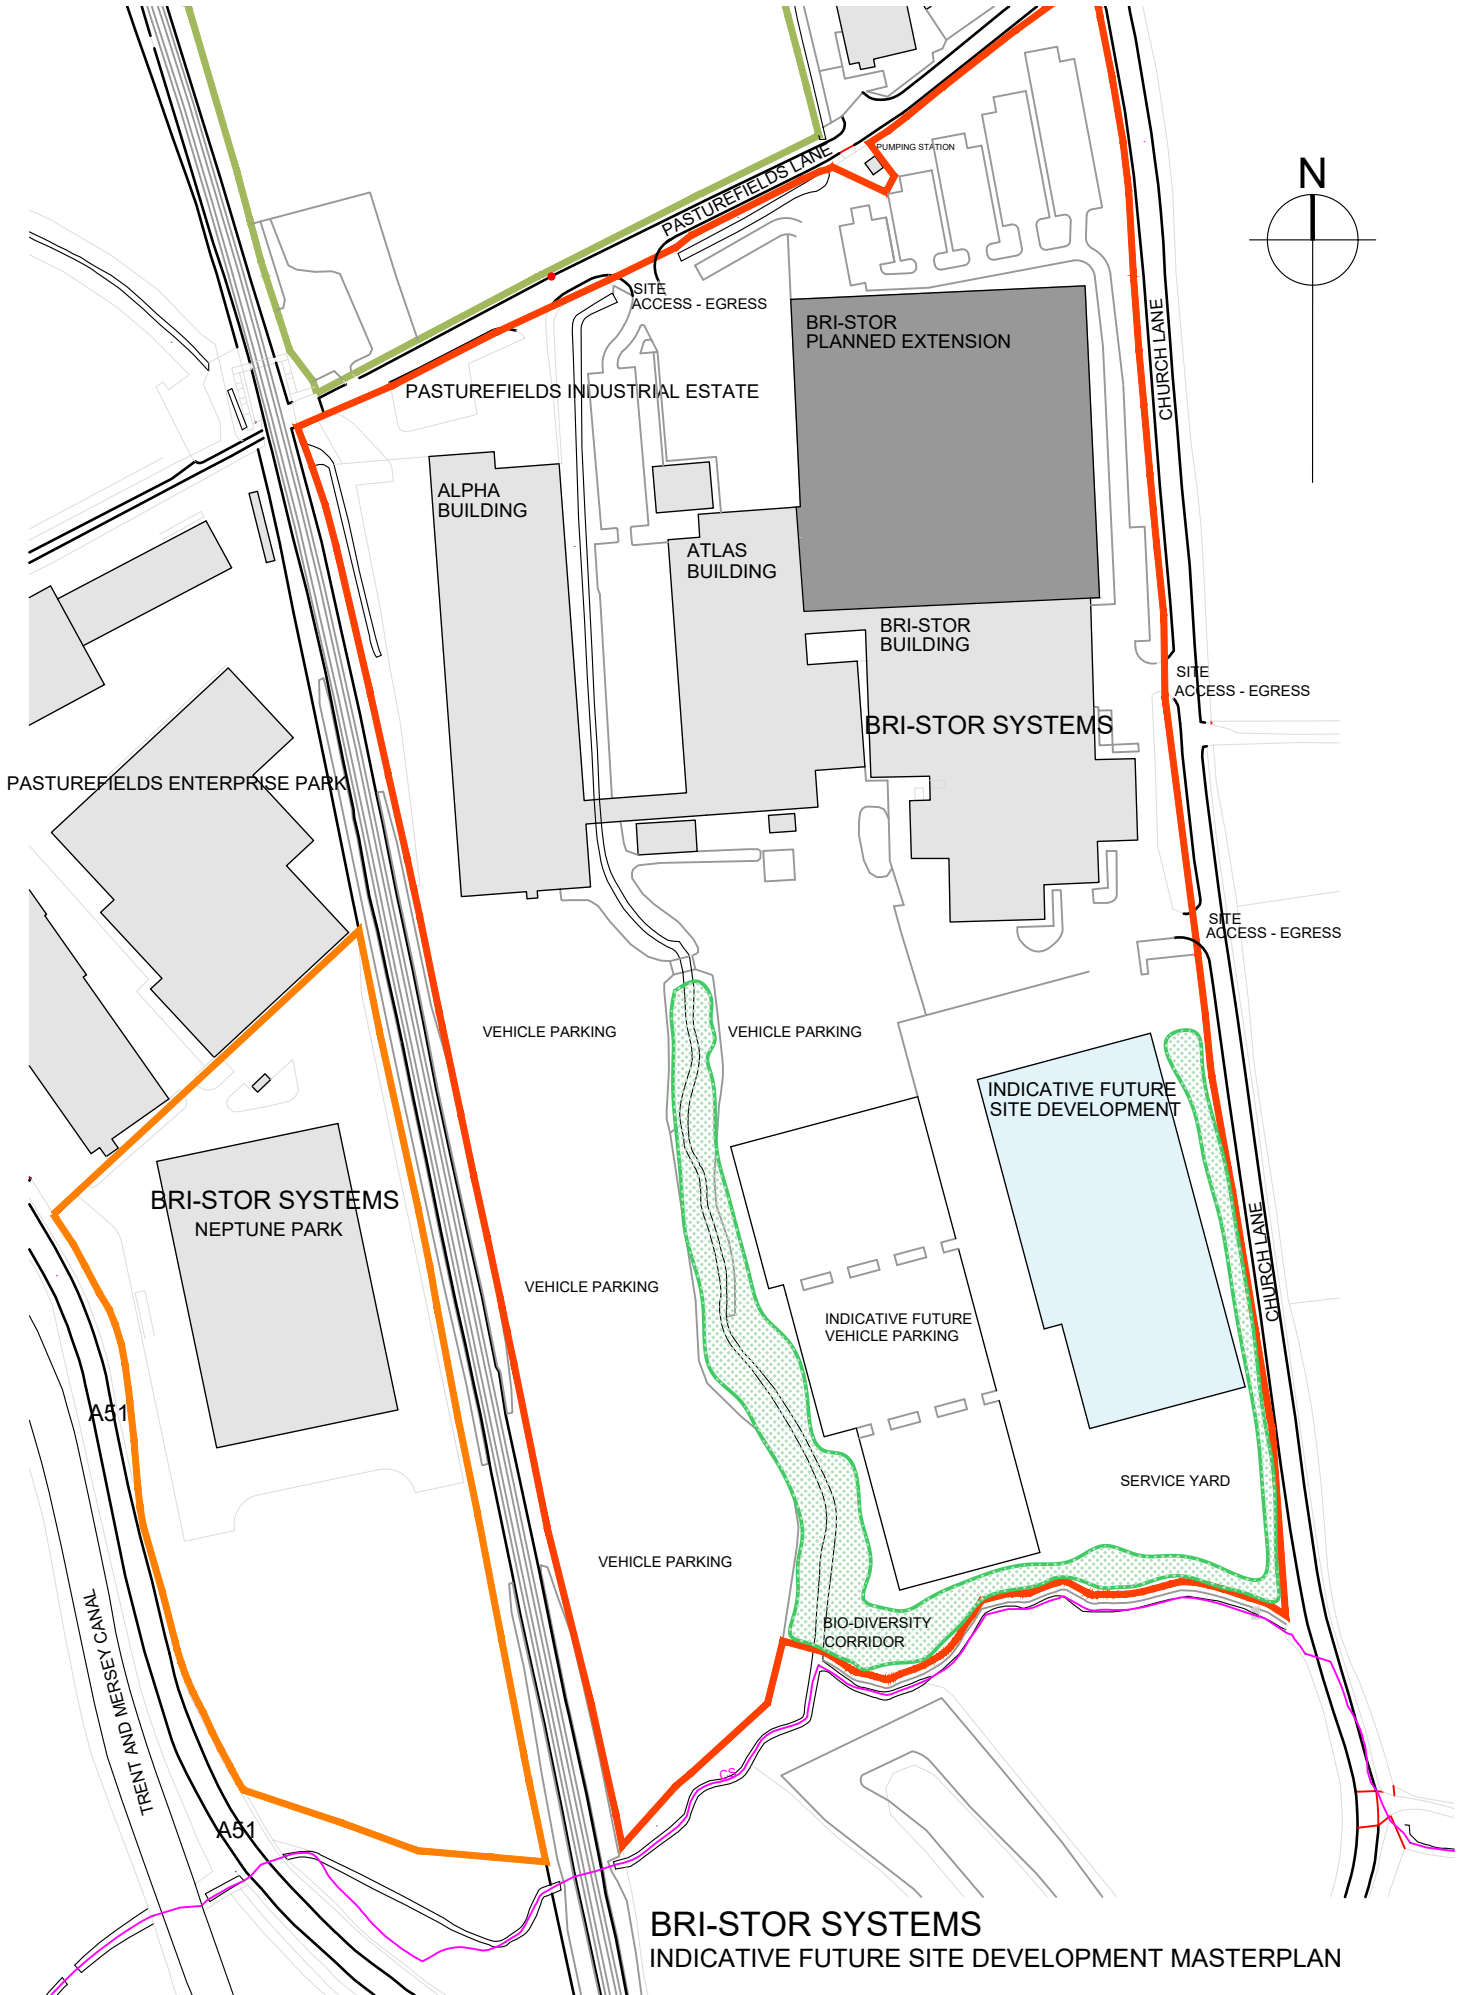 PUMPING STATION
N
PASTUREFIELDS LANE
SITE
ACCESS - EGRESS
BRI-STOR
PLANNED EXTENSION
CHURCH LANE
PASTUREFIELDS INDUSTRIAL ESTATE
ALPHA
BUILDING
ATLAS
BUILDING
BRI-STOR
BUILDING
SITE
ACCESS - EGRESS
BRI-STOR SYSTEMS
PASTUREFIELDS ENTERPRISE PARK
SITE
ACCESS - EGRESS
VEHICLE PARKING
VEHICLE PARKING
INDICATIVE FUTURE
SITE DEVELOPMENT
BRI-STOR SYSTEMS
NEPTUNE PARK
CHURCH LANE
VEHICLE PARKING
INDICATIVE FUTURE
VEHICLE PARKING
A51
SERVICE YARD
VEHICLE PARKING
BIO-DIVERSITY
CORRIDOR
TRENT AND MERSEY CANAL
CS
A51
BRI-STOR SYSTEMS
INDICATIVE FUTURE SITE DEVELOPMENT MASTERPLAN